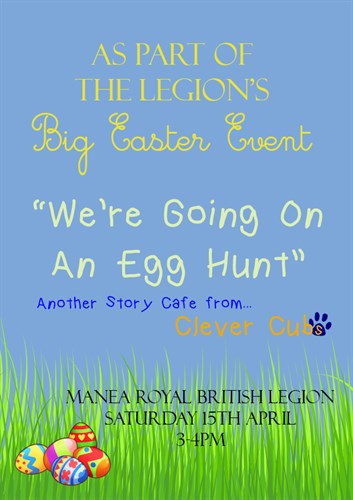 AS PART OF
THE LEGION'S
Big Easter Event
"We're Going On
An Egg Hunt"
Another Story Cafe from...
Clever Cubs
MANEA ROYAL BRITISH LEGION
SATURDAY 15TH APRIL
3-4PM